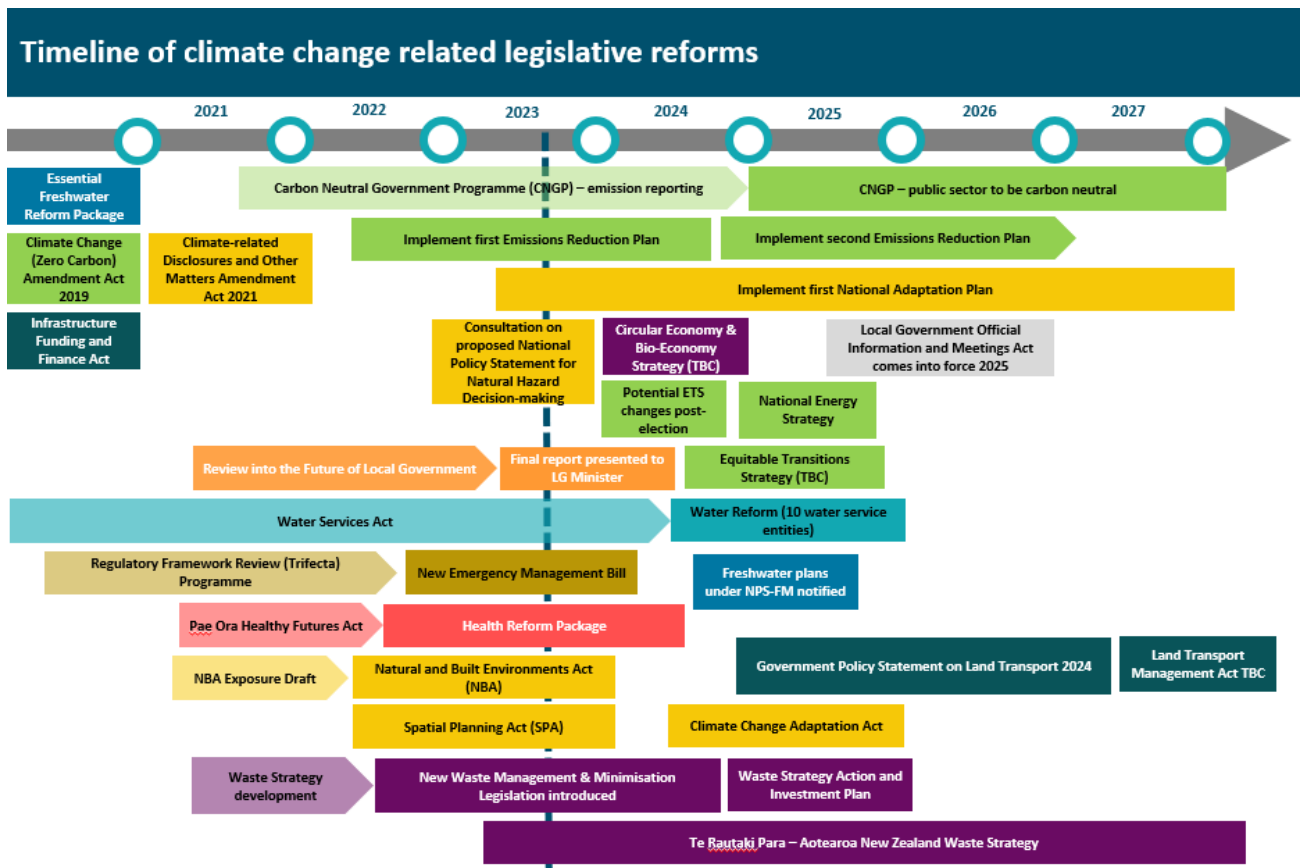 Timeline of climate change related legislative reforms
2021
2022
2023
2024
2025
2026
2027
Essential
Freshwater
Reform Package
Carbon Neutral Government Programme (CNGP) – emission reporting
CNGP – public sector to be carbon neutral
Climate Change
(Zero Carbon)
Amendment Act
2019
Climate-related
Disclosures and Other
Matters Amendment
Act 2021
Implement first Emissions Reduction Plan
Implement second Emissions Reduction Plan
Implement first National Adaptation Plan
Infrastructure
Funding and
Finance Act
Consultation on
proposed National
Policy Statement for
Natural Hazard
Decision-making
Circular Economy &
Bio-Economy
Strategy (TBC)
Local Government Official
Information and Meetings Act
comes into force 2025
Potential ETS
changes post-
election
National Energy
Strategy
Review into the Future of Local Government
Final report presented to
LG Minister
Equitable Transitions
Strategy (TBC)
Water Services Act
Water Reform (10 water service
entities)
Regulatory Framework Review (Trifecta)
Programme
New Emergency Management Bill
Freshwater plans
under NPS-FM notified
Pae Ora Healthy Futures Act
Health Reform Package
NBA Exposure Draft
Natural and Built Environments Act
(NBA)
Government Policy Statement on Land Transport 2024
Land Transport
Management Act TBC
Spatial Planning Act (SPA)
Climate Change Adaptation Act
Waste Strategy
development
New Waste Management & Minimisation
Legislation introduced
Waste Strategy Action and
Investment Plan
Te Rautaki Para – Aotearoa New Zealand Waste Strategy